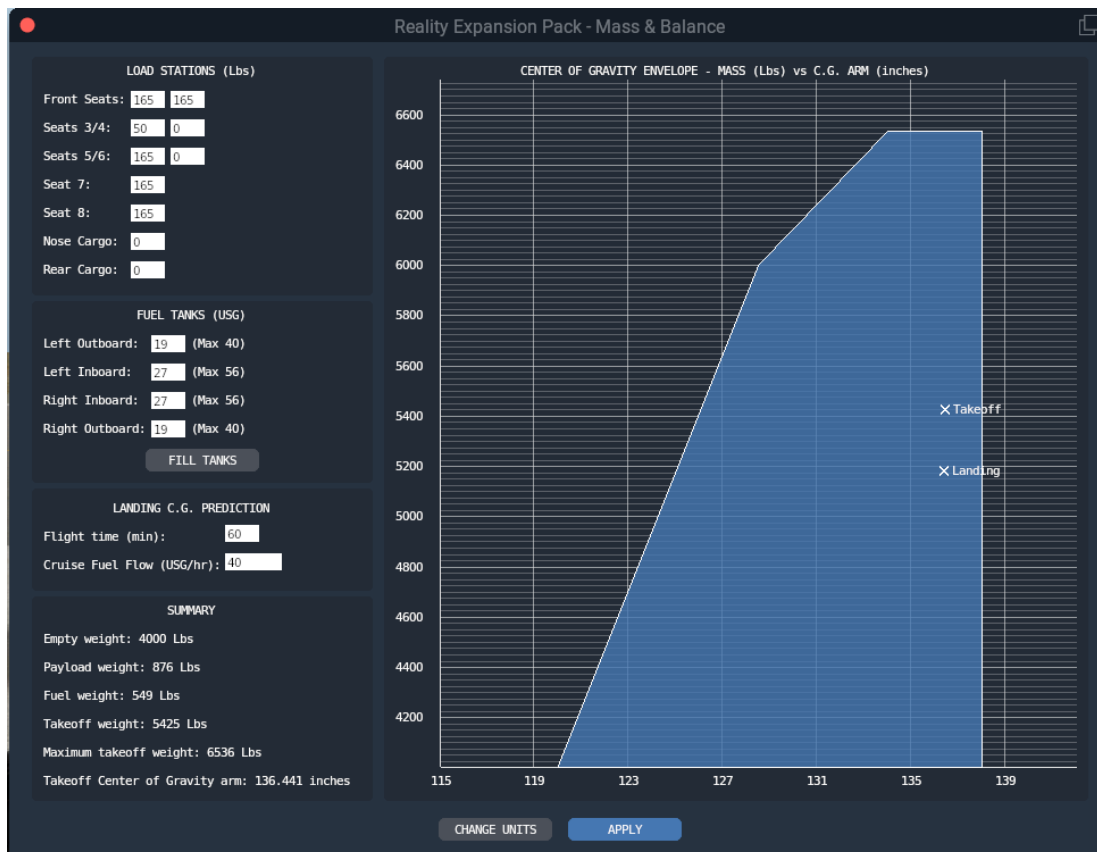 Reality Expansion Pack - Mass & Balance
LOAD STATIONS (Lbs)
Front Seats: 165 165
Seats 3/4: 50 0
Seats 5/6: 165 0
Seat 7: 165
Seat 8: 165
Nose Cargo: 0
Rear Cargo: 0
FUEL TANKS (USG)
Left Outboard: 19 (Max 40)
Left Inboard: 27 (Max 56)
Right Inboard: 27 (Max 56)
Right Outboard: 19 (Max 40)
FILL TANKS
LANDING C.G. PREDICTION
Flight time (min): 60
Cruise Fuel Flow (USG/hr): 40
SUMMARY
Empty weight: 4000 Lbs
Payload weight: 876 Lbs
Fuel weight: 549 Lbs
Takeoff weight: 5425 Lbs
Maximum takeoff weight: 6536 Lbs
Takeoff Center of Gravity arm: 136.441 inches
CENTER OF GRAVITY ENVELOPE - MASS (Lbs) vs C.G. ARM (inches)
6600
6400
6200
6000
5800
5600
5400
5200
5000
4800
4600
4400
4200
Takeoff
Landing
115 119 123 127 131 135 139
CHANGE UNITS
APPLY